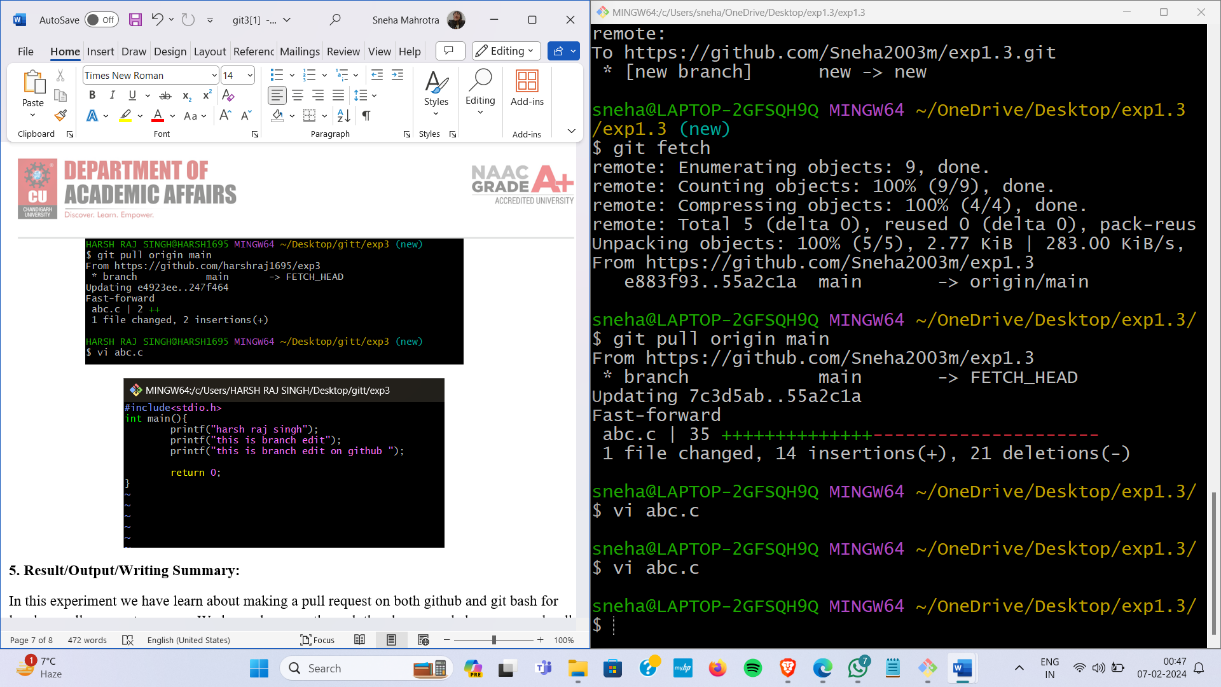 AutoSave Off git3[1] -... Sneha Mahrotra
File Home Insert Draw Design Layout Referenc Mailings Review View Help Editing
Paste
Times New Roman 14
B I U ab x₂ x²
A A Aa A A
Styles
Editing
Add-ins
Clipboard Font Paragraph Styles Add-ins
CU
CHANDIGARH
UNIVERSITY
DEPARTMENT OF
ACADEMIC AFFAIRS
Discover. Learn. Empower.
NAAC
GRADE A+
ACCREDITED UNIVERSITY
HARSH RAJ SINGH@HARSH1695 MINGW64 ~/Desktop/gitt/exp3 (new)
$ git pull origin main
From https://github.com/harshraj1695/exp3
* branch main -> FETCH_HEAD
Updating e4923ee..247f464
Fast-forward
abc.c | 2 ++
1 file changed, 2 insertions(+)
HARSH RAJ SINGH@HARSH1695 MINGW64 ~/Desktop/gitt/exp3 (new)
$ vi abc.c
MINGW64:/c/Users/HARSH RAJ SINGH/Desktop/gitt/exp3
#include<stdio.h>
int main(){
printf("harsh raj singh");
printf("this is branch edit");
printf("this is branch edit on github ");
return 0;
}
~
~
~
~
~
5. Result/Output/Writing Summary:
In this experiment we have learn about making a pull request on both github and git bash for
Page 7 of 8 472 words English (United States) Focus 100%
MINGW64:/c/Users/sneha/OneDrive/Desktop/exp1.3/exp1.3
remote:
To https://github.com/Sneha2003m/exp1.3.git
* [new branch] new -> new
sneha@LAPTOP-2GFSQH9Q MINGW64 ~/OneDrive/Desktop/exp1.3
/exp1.3 (new)
$ git fetch
remote: Enumerating objects: 9, done.
remote: Counting objects: 100% (9/9), done.
remote: Compressing objects: 100% (4/4), done.
remote: Total 5 (delta 0), reused 0 (delta 0), pack-reus
Unpacking objects: 100% (5/5), 2.77 KiB | 283.00 KiB/s,
From https://github.com/Sneha2003m/exp1.3
e883f93..55a2c1a main -> origin/main
sneha@LAPTOP-2GFSQH9Q MINGW64 ~/OneDrive/Desktop/exp1.3/
$ git pull origin main
From https://github.com/Sneha2003m/exp1.3
* branch main -> FETCH_HEAD
Updating 7c3d5ab..55a2c1a
Fast-forward
abc.c | 35 ++++++++++++++---------------------
1 file changed, 14 insertions(+), 21 deletions(-)
sneha@LAPTOP-2GFSQH9Q MINGW64 ~/OneDrive/Desktop/exp1.3/
$ vi abc.c
sneha@LAPTOP-2GFSQH9Q MINGW64 ~/OneDrive/Desktop/exp1.3/
$ vi abc.c
sneha@LAPTOP-2GFSQH9Q MINGW64 ~/OneDrive/Desktop/exp1.3/
$
1 7°C
Haze
Search
PRE
7
ENG
IN
00:47
07-02-2024